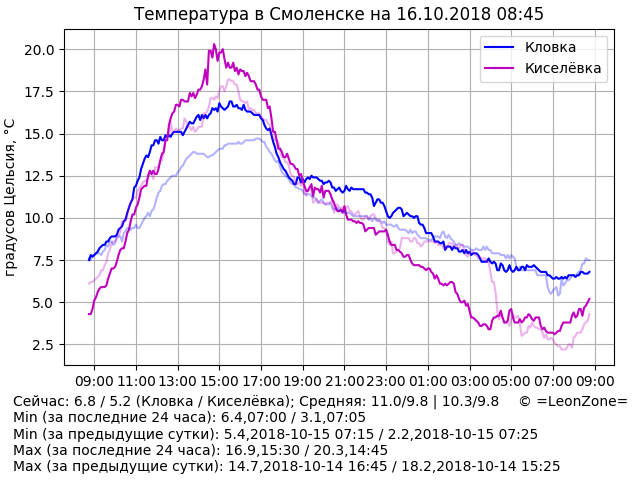 Температура в Смоленске на 16.10.2018 08:45
Кловка
Киселёвка
градусов Цельсия, °C
20.0
17.5
15.0
12.5
10.0
7.5
5.0
2.5
09:00 11:00 13:00 15:00 17:00 19:00 21:00 23:00 01:00 03:00 05:00 07:00 09:00
Сейчас: 6.8 / 5.2 (Кловка / Киселёвка); Средняя: 11.0/9.8 | 10.3/9.8 © =LeonZone=
Min (за последние 24 часа): 6.4,07:00 / 3.1,07:05
Min (за предыдущие сутки): 5.4,2018-10-15 07:15 / 2.2,2018-10-15 07:25
Max (за последние 24 часа): 16.9,15:30 / 20.3,14:45
Max (за предыдущие сутки): 14.7,2018-10-14 16:45 / 18.2,2018-10-14 15:25